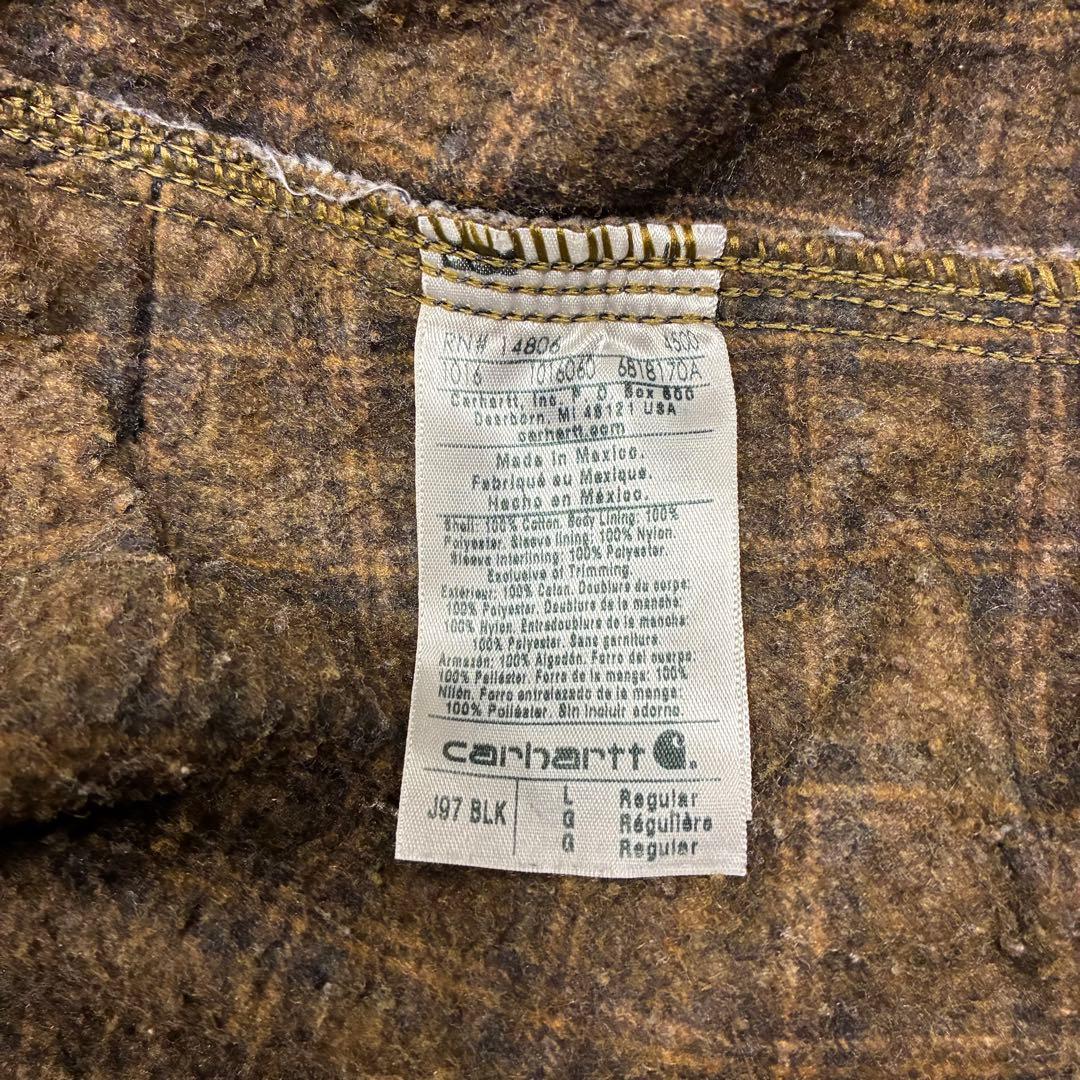 RN# 14806 4500
1016 1016060 6818170A
Carhartt, Inc. P.O. Box 600
Dearborn, MI 48121 USA
carhartt.com
Made in Mexico.
Fabriqué au Mexique.
Hecho en México.
Shell: 100% Cotton. Body Lining: 100%
Polyester. Sleeve lining: 100% Nylon.
Sleeve Interlining: 100% Polyester.
Exclusive of Trimming.
Extérieur: 100% Coton. Doublure du corps:
100% Polyester. Doublure de la manche:
100% Nylon. Entredoublure de la manche:
100% Polyester. Sans garniture.
Armazón: 100% Algodón. Forro del cuerpo:
100% Poliéster. Forro de la manga: 100%
Nilón. Forro entrelazado de la manga:
100% Poliéster. Sin incluir adorno.
carhartt
J97 BLK
L Regular
G Régulière
G Regular